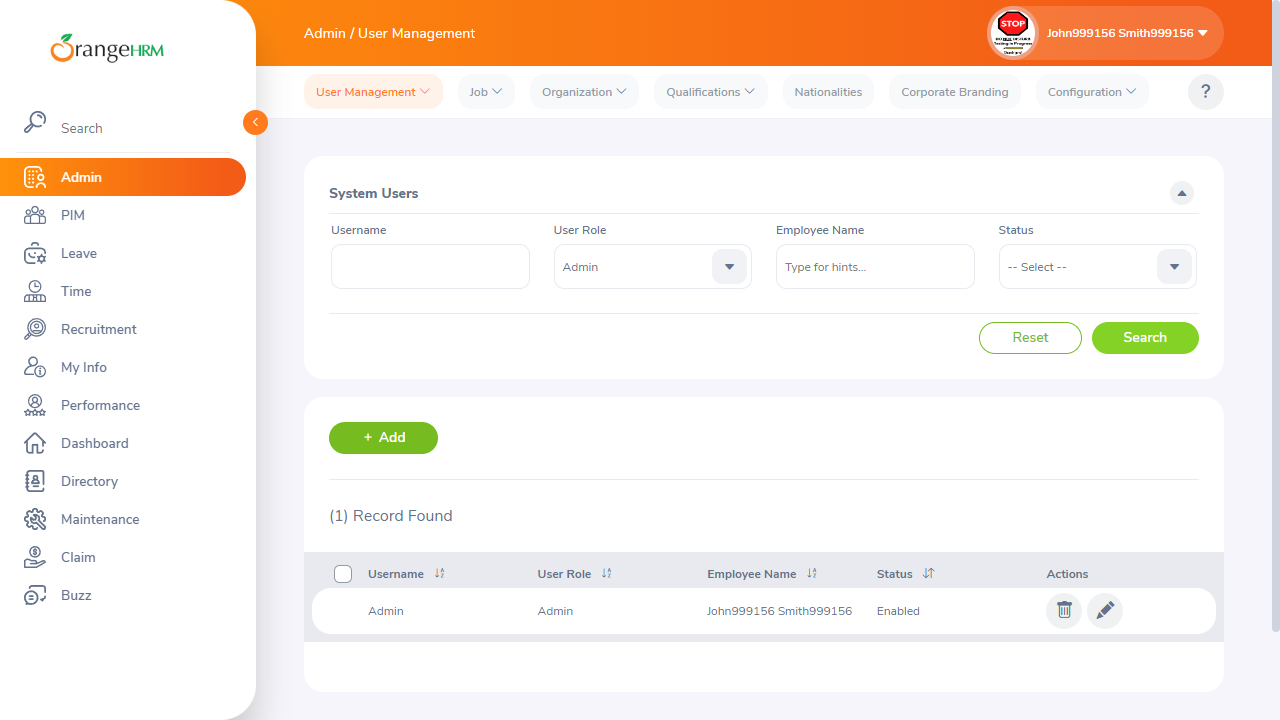 OrangeHRM
Search
Admin
PIM
Leave
Time
Recruitment
My Info
Performance
Dashboard
Directory
Maintenance
Claim
Buzz
Admin / User Management
STOP
John999156 Smith999156
User Management
Job
Organization
Qualifications
Nationalities
Corporate Branding
Configuration
?
System Users
Username
User Role
Employee Name
Status
Admin
Type for hints...
-- Select --
Reset
Search
+ Add
(1) Record Found
Username
User Role
Employee Name
Status
Actions
Admin
Admin
John999156 Smith999156
Enabled